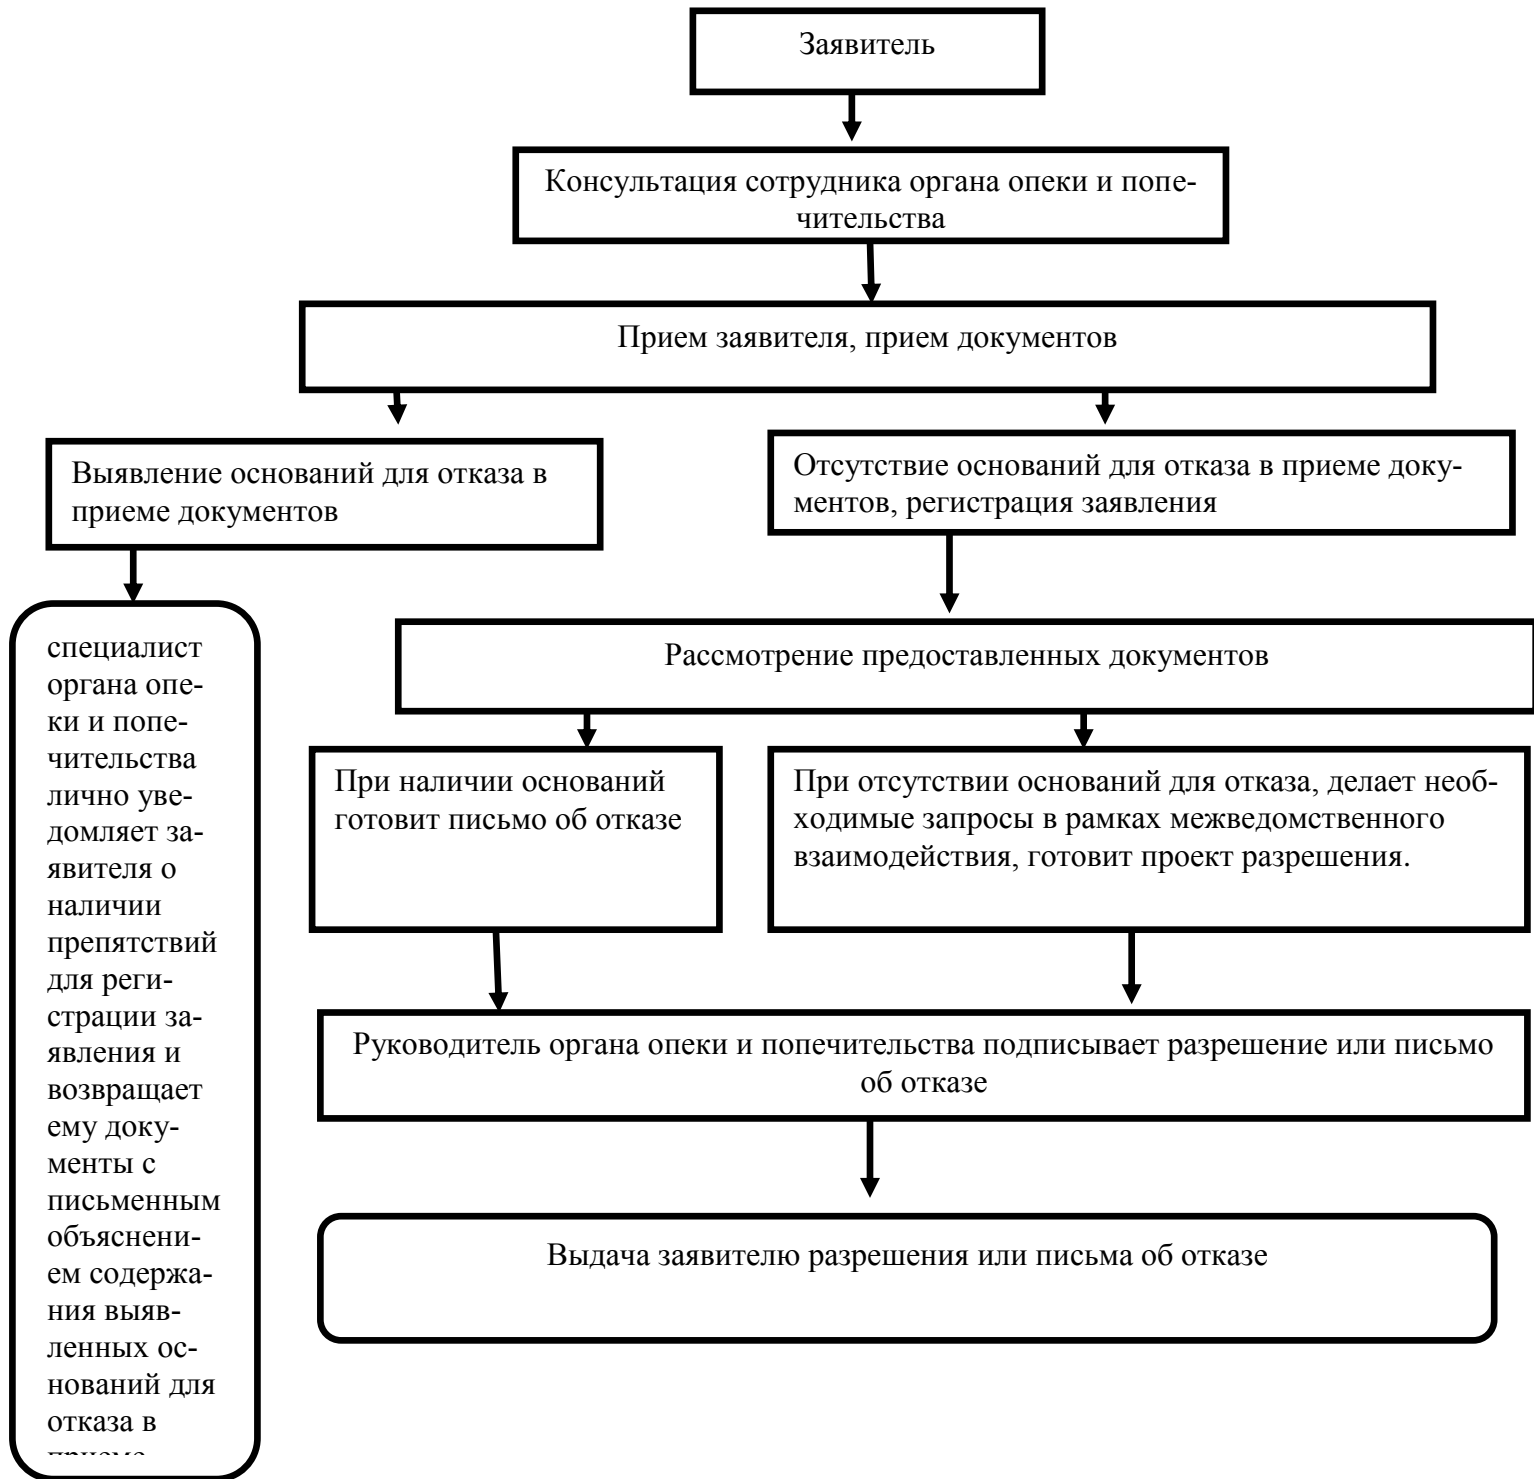 Заявитель
Консультация сотрудника органа опеки и попе-
чительства
Прием заявителя, прием документов
Выявление оснований для отказа в
приеме документов
Отсутствие оснований для отказа в приеме доку-
ментов, регистрация заявления
специалист
органа опе-
ки и попе-
чительства
лично уве-
домляет за-
явителя о
наличии
препятствий
для реги-
страции за-
явления и
возвращает
ему доку-
менты с
письменным
объяснени-
ем содержа-
ния выяв-
ленных ос-
нований для
отказа в
Рассмотрение предоставленных документов
При наличии оснований
готовит письмо об отказе
При отсутствии оснований для отказа, делает необ-
ходимые запросы в рамках межведомственного
взаимодействия, готовит проект разрешения.
Руководитель органа опеки и попечительства подписывает разрешение или письмо
об отказе
Выдача заявителю разрешения или письма об отказе